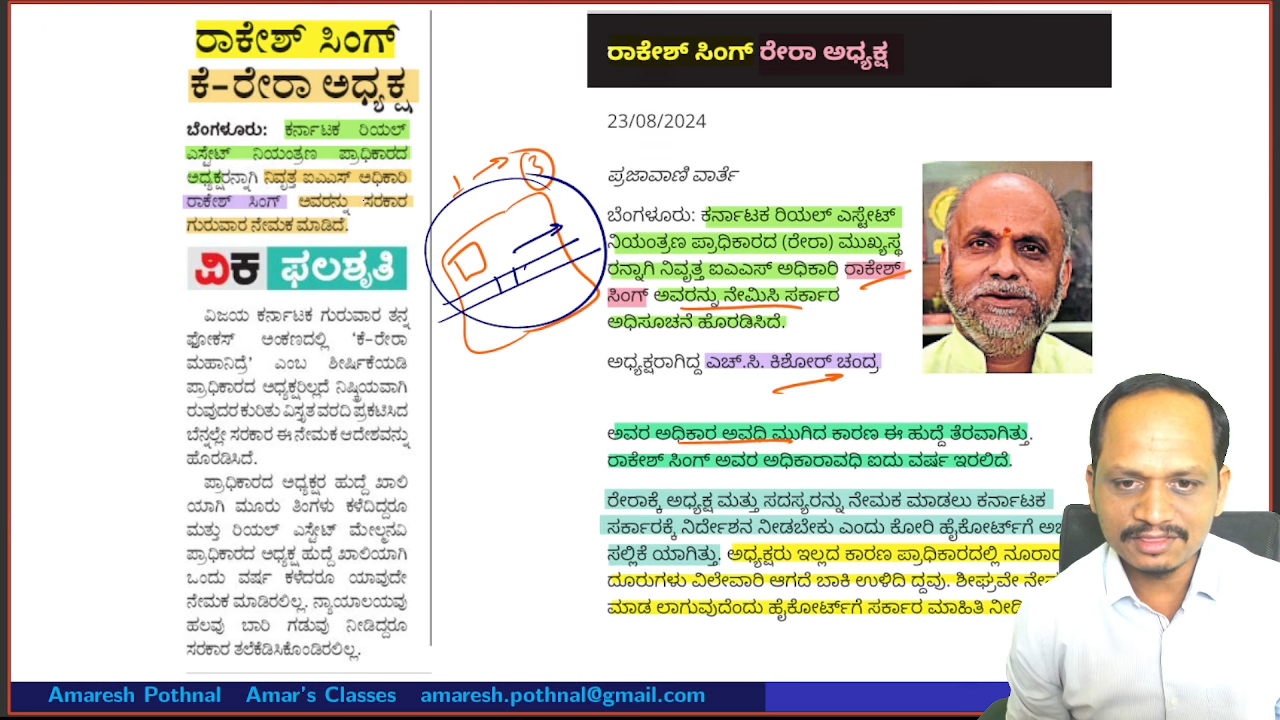 ರಾಕೇಶ್ ಸಿಂಗ್
ಕೆ-ರೇರಾ ಅಧ್ಯಕ್ಷ
ಬೆಂಗಳೂರು: ಕರ್ನಾಟಕ ರಿಯಲ್
ಎಸ್ಟೇಟ್ ನಿಯಂತ್ರಣ ಪ್ರಾಧಿಕಾರದ
ಅಧ್ಯಕ್ಷರನ್ನಾಗಿ ನಿವೃತ್ತ ಐಎಎಸ್ ಅಧಿಕಾರಿ
ರಾಕೇಶ್ ಸಿಂಗ್ ಅವರನ್ನು ಸರಕಾರ
ಗುರುವಾರ ನೇಮಕ ಮಾಡಿದೆ.
ವಿಕ ಫಲಶೃತಿ
ವಿಜಯ ಕರ್ನಾಟಕ ಗುರುವಾರ ತನ್ನ
ಫೋಕಸ್ ಅಂಕಣದಲ್ಲಿ ‘ಕೆ-ರೇರಾ
ಮಹಾನಿದ್ರೆ’ ಎಂಬ ಶೀರ್ಷಿಕೆಯಡಿ
ಪ್ರಾಧಿಕಾರದ ಅಧ್ಯಕ್ಷರಿಲ್ಲದೆ ನಿಷ್ಕ್ರಿಯವಾಗಿ
ರುವುದರ ಕುರಿತು ವಿಸ್ತೃತ ವರದಿ ಪ್ರಕಟಿಸಿದ
ಬೆನ್ನಲ್ಲೇ ಸರಕಾರ ಈ ನೇಮಕ ಆದೇಶವನ್ನು
ಹೊರಡಿಸಿದೆ.
ಪ್ರಾಧಿಕಾರದ ಅಧ್ಯಕ್ಷರ ಹುದ್ದೆ ಖಾಲಿ
ಯಾಗಿ ಮೂರು ತಿಂಗಳು ಕಳೆದಿದ್ದರೂ
ಮತ್ತು ರಿಯಲ್ ಎಸ್ಟೇಟ್ ಮೇಲ್ಮನವಿ
ಪ್ರಾಧಿಕಾರದ ಅಧ್ಯಕ್ಷ ಹುದ್ದೆ ಖಾಲಿಯಾಗಿ
ಒಂದು ವರ್ಷ ಕಳೆದರೂ ಯಾವುದೇ
ನೇಮಕ ಮಾಡಿರಲಿಲ್ಲ. ನ್ಯಾಯಾಲಯವು
ಹಲವು ಬಾರಿ ಗಡುವು ನೀಡಿದ್ದರೂ
ಸರಕಾರ ತಲೆಕೆಡಿಸಿಕೊಂಡಿರಲಿಲ್ಲ.
1 3
ರಾಕೇಶ್ ಸಿಂಗ್ ರೇರಾ ಅಧ್ಯಕ್ಷ
23/08/2024
ಪ್ರಜಾವಾಣಿ ವಾರ್ತೆ
ಬೆಂಗಳೂರು: ಕರ್ನಾಟಕ ರಿಯಲ್ ಎಸ್ಟೇಟ್
ನಿಯಂತ್ರಣ ಪ್ರಾಧಿಕಾರದ (ರೇರಾ) ಮುಖ್ಯಸ್ಥ
ರನ್ನಾಗಿ ನಿವೃತ್ತ ಐಎಎಸ್ ಅಧಿಕಾರಿ ರಾಕೇಶ್
ಸಿಂಗ್ ಅವರನ್ನು ನೇಮಿಸಿ ಸರ್ಕಾರ
ಅಧಿಸೂಚನೆ ಹೊರಡಿಸಿದೆ.
ಅಧ್ಯಕ್ಷರಾಗಿದ್ದ ಎಚ್.ಸಿ. ಕಿಶೋರ್ ಚಂದ್ರ
ಅವರ ಅಧಿಕಾರ ಅವದಿ ಮುಗಿದ ಕಾರಣ ಈ ಹುದ್ದೆ ತೆರವಾಗಿತ್ತು.
ರಾಕೇಶ್ ಸಿಂಗ್ ಅವರ ಅಧಿಕಾರಾವಧಿ ಐದು ವರ್ಷ ಇರಲಿದೆ.
ರೇರಾಕ್ಕೆ ಅಧ್ಯಕ್ಷ ಮತ್ತು ಸದಸ್ಯರನ್ನು ನೇಮಕ ಮಾಡಲು ಕರ್ನಾಟಕ
ಸರ್ಕಾರಕ್ಕೆ ನಿರ್ದೇಶನ ನೀಡಬೇಕು ಎಂದು ಕೋರಿ ಹೈಕೋರ್ಟ್‌ಗೆ
ಸಲ್ಲಿಕೆ ಯಾಗಿತ್ತು. ಅಧ್ಯಕ್ಷರು ಇಲ್ಲದ ಕಾರಣ ಪ್ರಾಧಿಕಾರದಲ್ಲಿ
ದೂರುಗಳು ವಿಲೇವಾರಿ ಆಗದೆ ಬಾಕಿ ಉಳಿದಿ ದ್ದವು. ಶೀಘ್ರವೇ
ಮಾಡ ಲಾಗುವುದೆಂದು ಹೈಕೋರ್ಟ್‌ಗೆ ಸರ್ಕಾರ ಮಾಹಿತಿ
Amaresh Pothnal Amar's Classes amaresh.pothnal@gmail.com